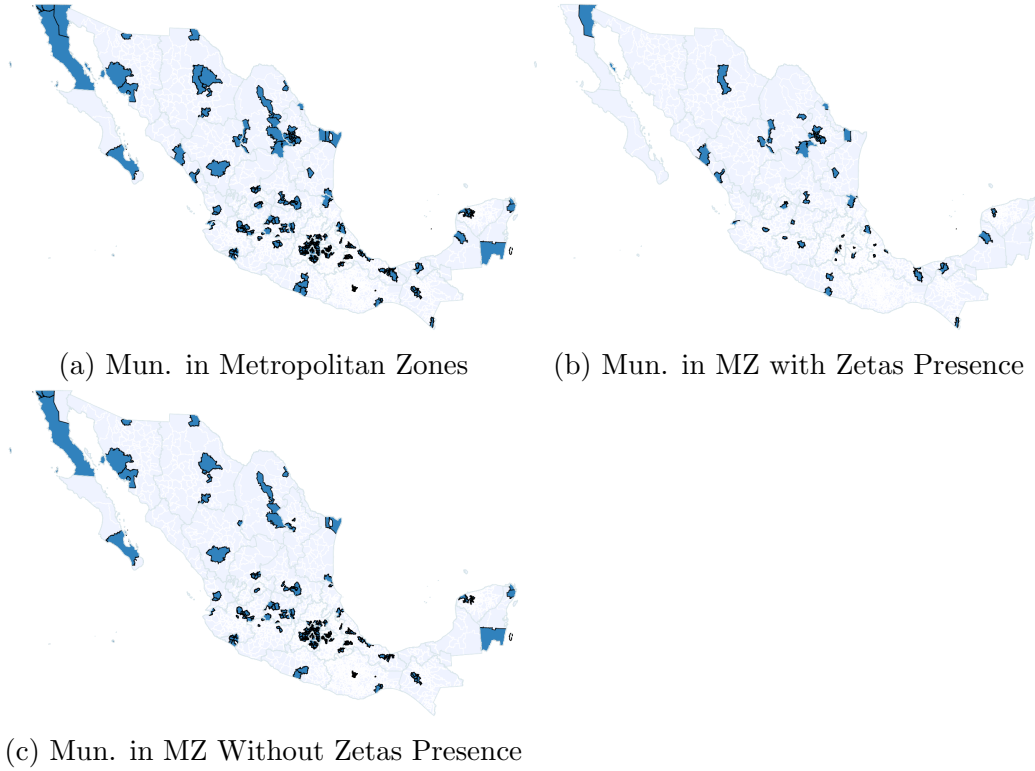 (a) Mun. in Metropolitan Zones
(b) Mun. in MZ with Zetas Presence
(c) Mun. in MZ Without Zetas Presence